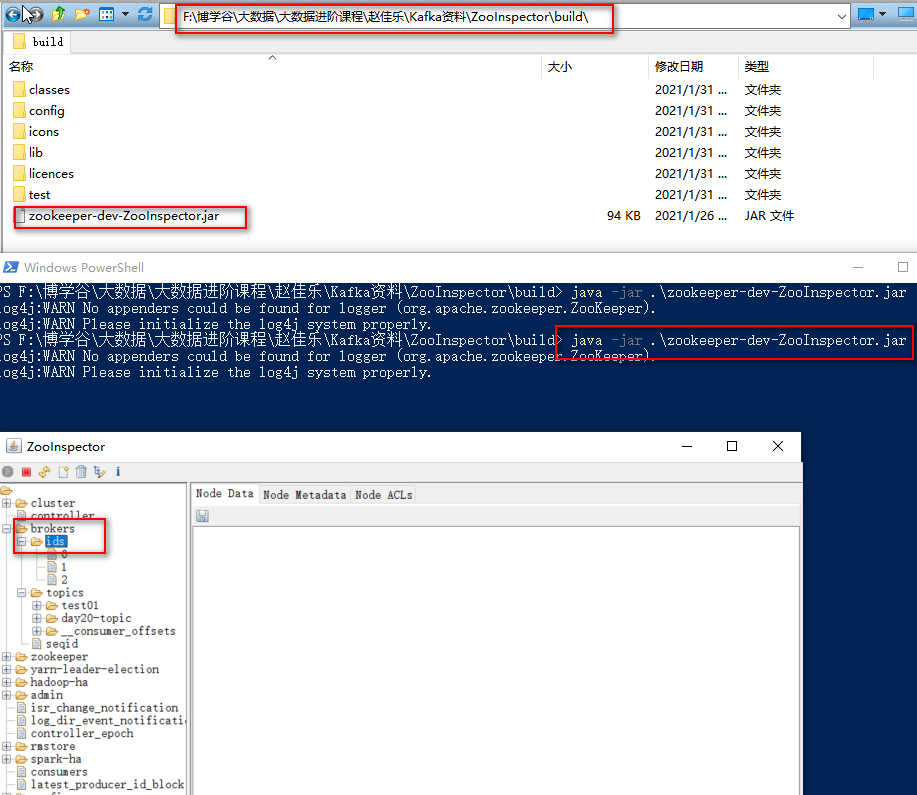 F:\博学谷\大数据\大数据进阶课程\赵佳乐\Kafka资料\ZooInspector\build\
build
名称 大小 修改日期 类型
classes 2021/1/31 ... 文件夹
config 2021/1/31 ... 文件夹
icons 2021/1/31 ... 文件夹
lib 2021/1/31 ... 文件夹
licences 2021/1/31 ... 文件夹
test 2021/1/31 ... 文件夹
zookeeper-dev-ZooInspector.jar 94 KB 2021/1/26 ... JAR 文件
Windows PowerShell
PS F:\博学谷\大数据\大数据进阶课程\赵佳乐\Kafka资料\ZooInspector\build> java -jar .\zookeeper-dev-ZooInspector.jar
log4j:WARN No appenders could be found for logger (org.apache.zookeeper.ZooKeeper).
log4j:WARN Please initialize the log4j system properly.
PS F:\博学谷\大数据\大数据进阶课程\赵佳乐\Kafka资料\ZooInspector\build> java -jar .\zookeeper-dev-ZooInspector.jar
log4j:WARN No appenders could be found for logger (org.apache.zookeeper.ZooKeeper).
log4j:WARN Please initialize the log4j system properly.
ZooInspector
Node Data Node Metadata Node ACLs
cluster
controller
brokers
ids
0
1
2
topics
test01
day20-topic
__consumer_offsets
seqid
zookeeper
yarn-leader-election
hadoop-ha
admin
isr_change_notification
log_dir_event_notificati
controller_epoch
rmstore
spark-ha
consumers
latest_producer_id_block